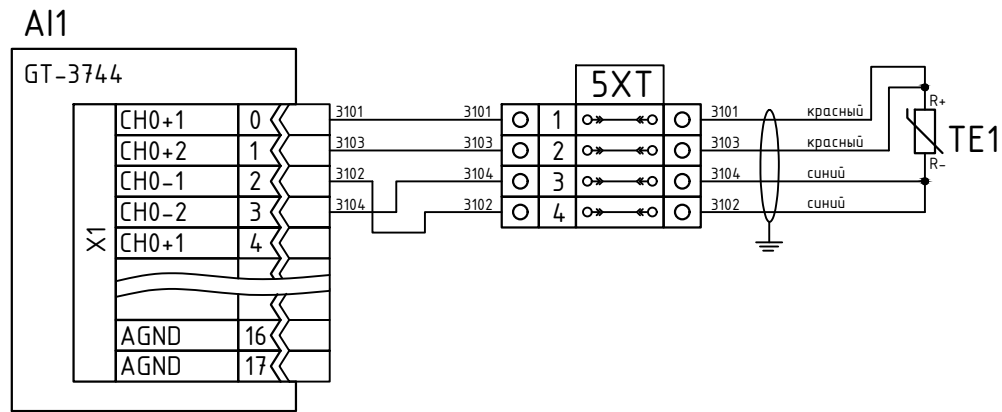 AI1
GT-3744
5XT
X1
CH0+1 0 3101 3101 1 3101 красный
CH0+2 1 3103 3103 2 3103 красный
CH0-1 2 3102 3104 3 3104 синий
CH0-2 3 3104 3102 4 3102 синий
CH0+1 4
AGND 16
AGND 17
R+
TE1
R-